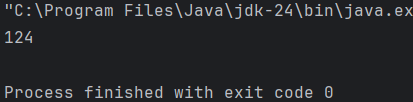 "C:\Program Files\Java\jdk-24\bin\java.ex
124
Process finished with exit code 0